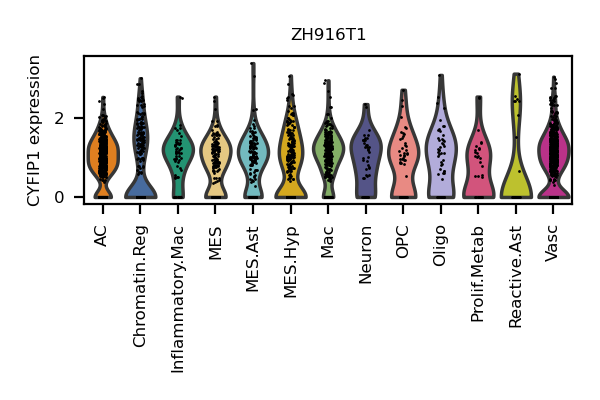 ZH916T1
CYFIP1 expression
2
0
AC
Chromatin.Reg
Inflammatory.Mac
MES
MES.Ast
MES.Hyp
Mac
Neuron
OPC
Oligo
Prolif.Metab
Reactive.Ast
Vasc